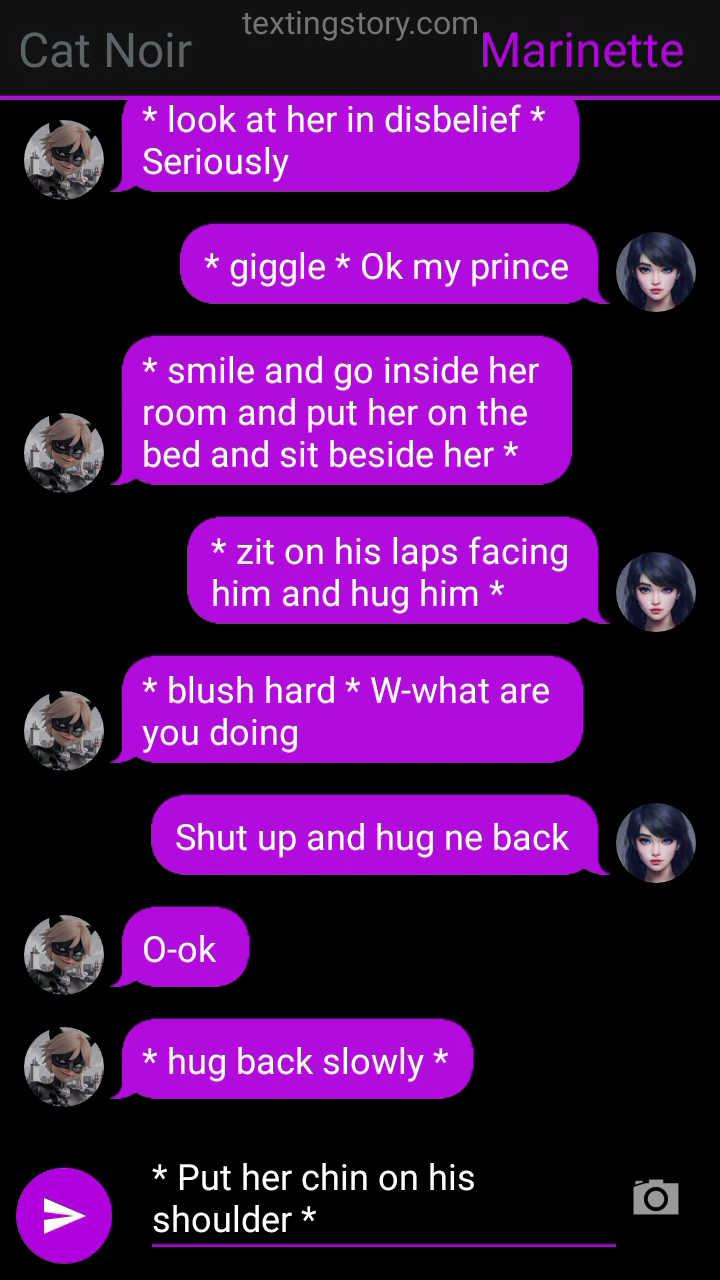 textingstory.com
Cat Noir
Marinette
* look at her in disbelief *
Seriously
* giggle * Ok my prince
* smile and go inside her
room and put her on the
bed and sit beside her *
* zit on his laps facing
him and hug him *
* blush hard * W-what are
you doing
Shut up and hug ne back
O-ok
* hug back slowly *
* Put her chin on his
shoulder *